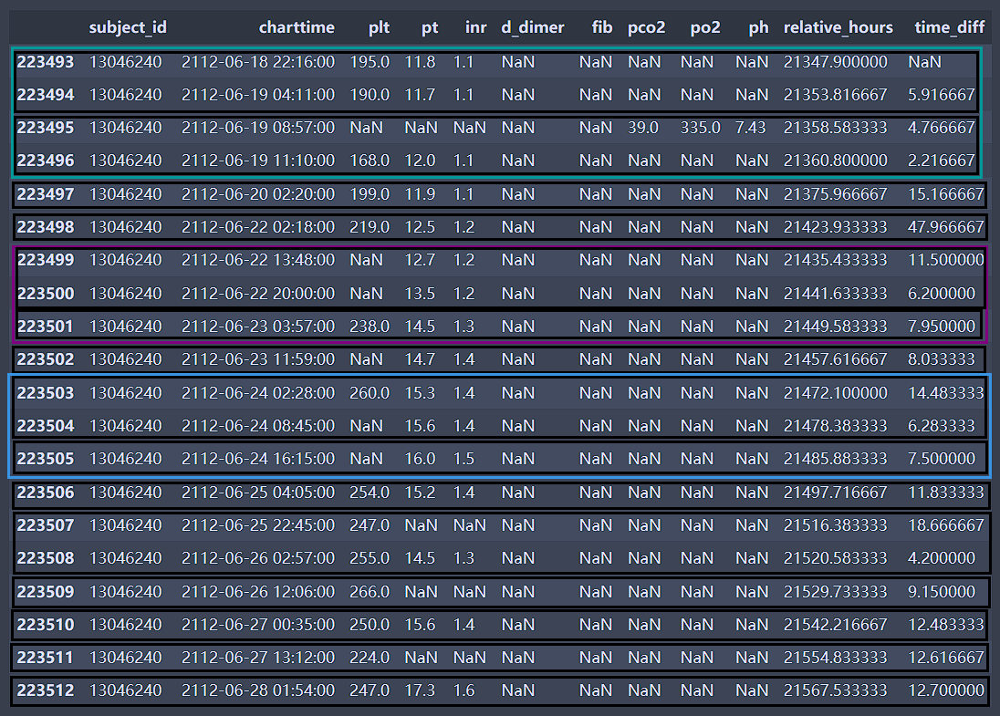 subject_id charttime plt pt inr d_dimer fib pco2 po2 ph relative_hours time_diff
223493 13046240 2112-06-18 22:16:00 195.0 11.8 1.1 NaN NaN NaN NaN NaN 21347.900000 NaN
223494 13046240 2112-06-19 04:11:00 190.0 11.7 1.1 NaN NaN NaN NaN NaN 21353.816667 5.916667
223495 13046240 2112-06-19 08:57:00 NaN NaN NaN NaN NaN 39.0 335.0 7.43 21358.583333 4.766667
223496 13046240 2112-06-19 11:10:00 168.0 12.0 1.1 NaN NaN NaN NaN NaN 21360.800000 2.216667
223497 13046240 2112-06-20 02:20:00 199.0 11.9 1.1 NaN NaN NaN NaN NaN 21375.966667 15.166667
223498 13046240 2112-06-22 02:18:00 219.0 12.5 1.2 NaN NaN NaN NaN NaN 21423.933333 47.966667
223499 13046240 2112-06-22 13:48:00 NaN 12.7 1.2 NaN NaN NaN NaN NaN 21435.433333 11.500000
223500 13046240 2112-06-22 20:00:00 NaN 13.5 1.2 NaN NaN NaN NaN NaN 21441.633333 6.200000
223501 13046240 2112-06-23 03:57:00 238.0 14.5 1.3 NaN NaN NaN NaN NaN 21449.583333 7.950000
223502 13046240 2112-06-23 11:59:00 NaN 14.7 1.4 NaN NaN NaN NaN NaN 21457.616667 8.033333
223503 13046240 2112-06-24 02:28:00 260.0 15.3 1.4 NaN NaN NaN NaN NaN 21472.100000 14.483333
223504 13046240 2112-06-24 08:45:00 NaN 15.6 1.4 NaN NaN NaN NaN NaN 21478.383333 6.283333
223505 13046240 2112-06-24 16:15:00 NaN 16.0 1.5 NaN NaN NaN NaN NaN 21485.883333 7.500000
223506 13046240 2112-06-25 04:05:00 254.0 15.2 1.4 NaN NaN NaN NaN NaN 21497.716667 11.833333
223507 13046240 2112-06-25 22:45:00 247.0 NaN NaN NaN NaN NaN NaN NaN 21516.383333 18.666667
223508 13046240 2112-06-26 02:57:00 255.0 14.5 1.3 NaN NaN NaN NaN NaN 21520.583333 4.200000
223509 13046240 2112-06-26 12:06:00 266.0 NaN NaN NaN NaN NaN NaN NaN 21529.733333 9.150000
223510 13046240 2112-06-27 00:35:00 250.0 15.6 1.4 NaN NaN NaN NaN NaN 21542.216667 12.483333
223511 13046240 2112-06-27 13:12:00 224.0 NaN NaN NaN NaN NaN NaN NaN 21554.833333 12.616667
223512 13046240 2112-06-28 01:54:00 247.0 17.3 1.6 NaN NaN NaN NaN NaN 21567.533333 12.700000